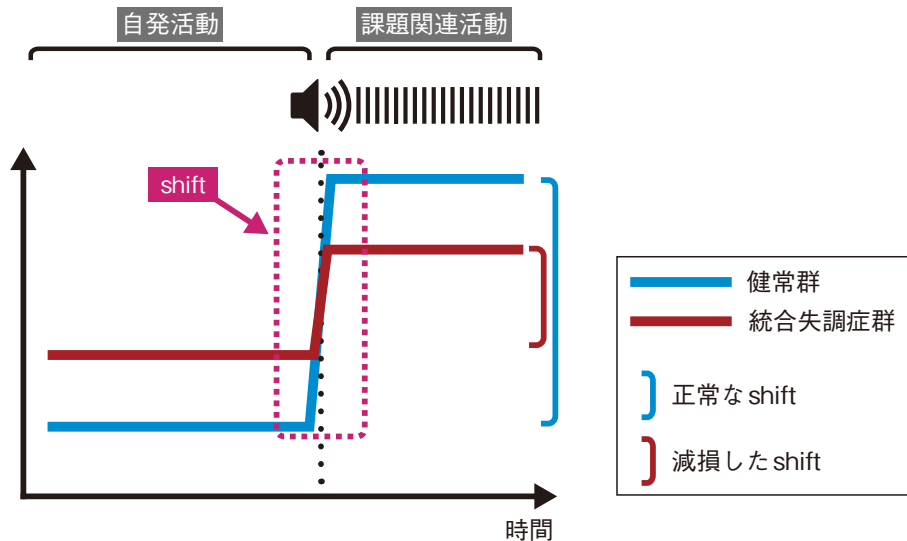 自発活動
課題関連活動
shift
時間
健常群
統合失調症群
正常なshift
減損したshift